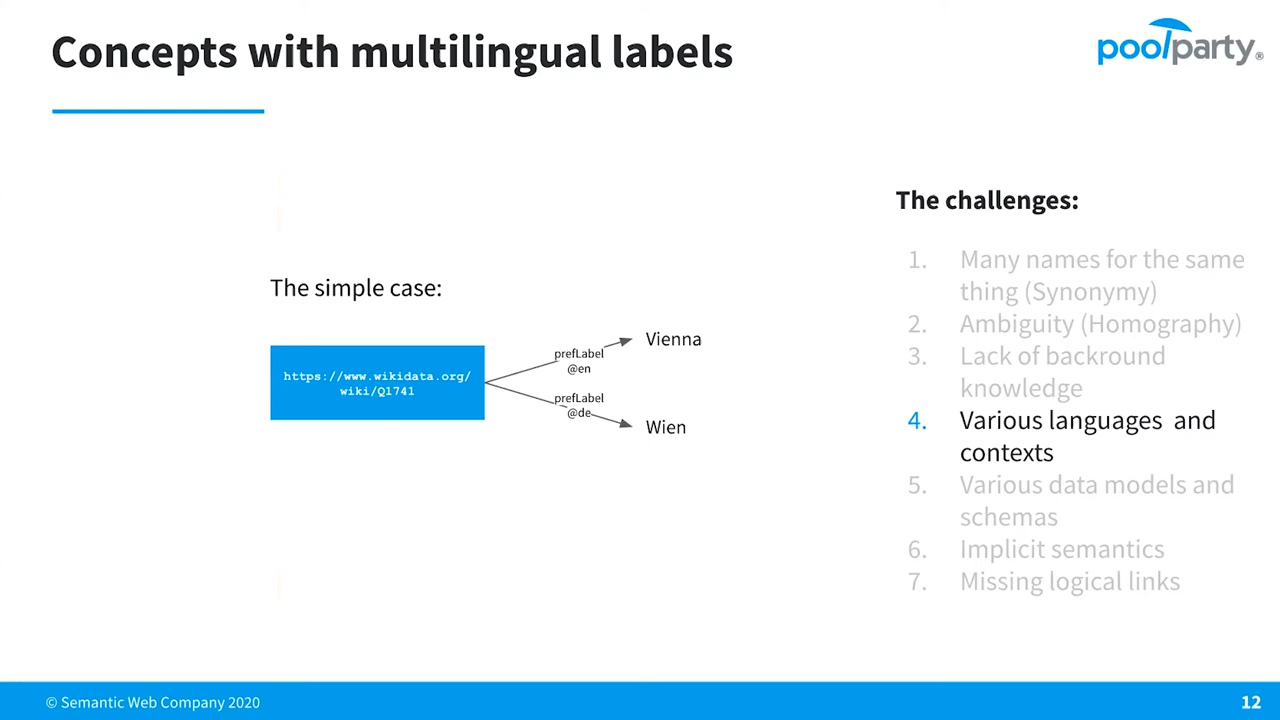 Concepts with multilingual labels
poolparty®
The challenges:
1. Many names for the same
thing (Synonymy)
2. Ambiguity (Homography)
3. Lack of backround
knowledge
4. Various languages and
contexts
5. Various data models and
schemas
6. Implicit semantics
7. Missing logical links
The simple case:
https://www.wikidata.org/
wiki/Q1741
prefLabel
@en
Vienna
prefLabel
@de
Wien
© Semantic Web Company 2020
12